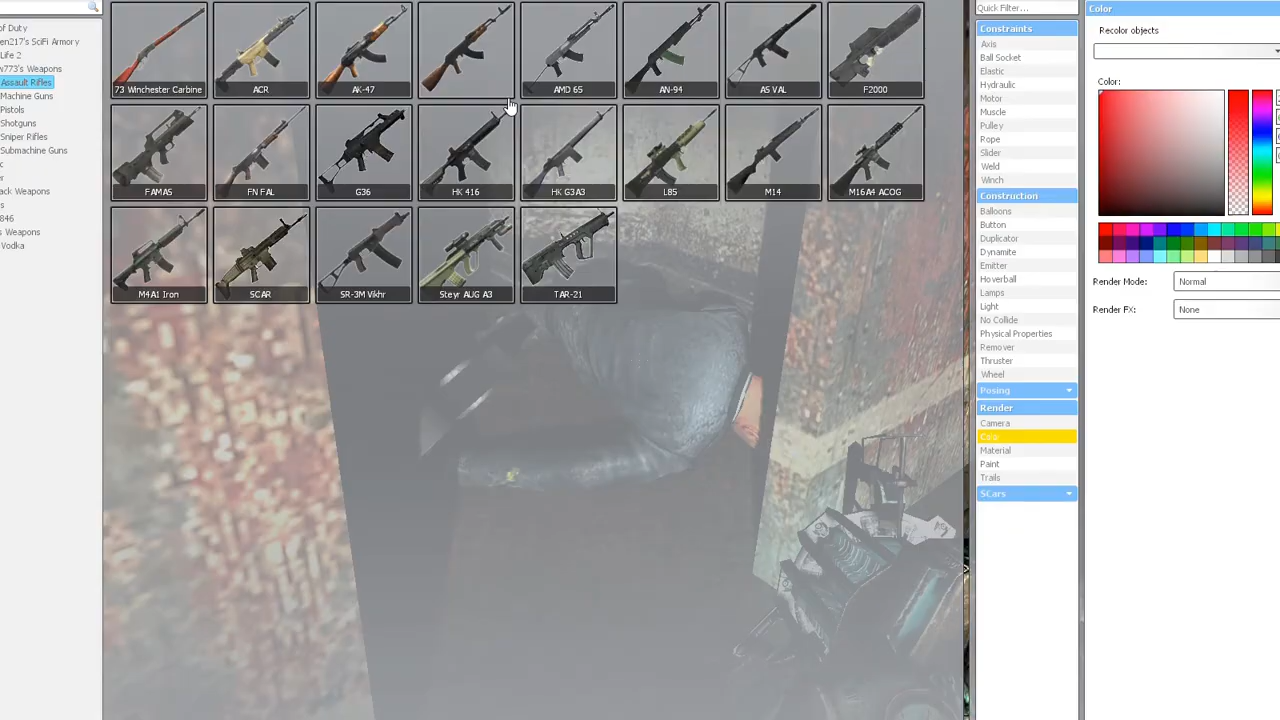 of Duty
en217's SciFi Armory
Life 2
w773's Weapons
Assault Rifles
Machine Guns
Pistols
Shotguns
Sniper Rifles
Submachine Guns
c
r
ack Weapons
s
846
s Weapons
Vodka
73 Winchester Carbine
ACR
AK-47
AMD 65
AN-94
AS VAL
F2000
FAMAS
FN FAL
G36
HK 416
HK G3A3
L85
M14
M16A4 ACOG
M4A1 Iron
SCAR
SR-3M Vikhr
Steyr AUG A3
TAR-21
Quick Filter...
Constraints
Axis
Ball Socket
Elastic
Hydraulic
Motor
Muscle
Pulley
Rope
Slider
Weld
Winch
Construction
Balloons
Button
Duplicator
Dynamite
Emitter
Hoverball
Lamps
Light
No Collide
Physical Properties
Remover
Thruster
Wheel
Posing
Render
Camera
Color
Material
Paint
Trails
SCars
Color
Recolor objects
Color:
Render Mode:
Normal
Render FX:
None